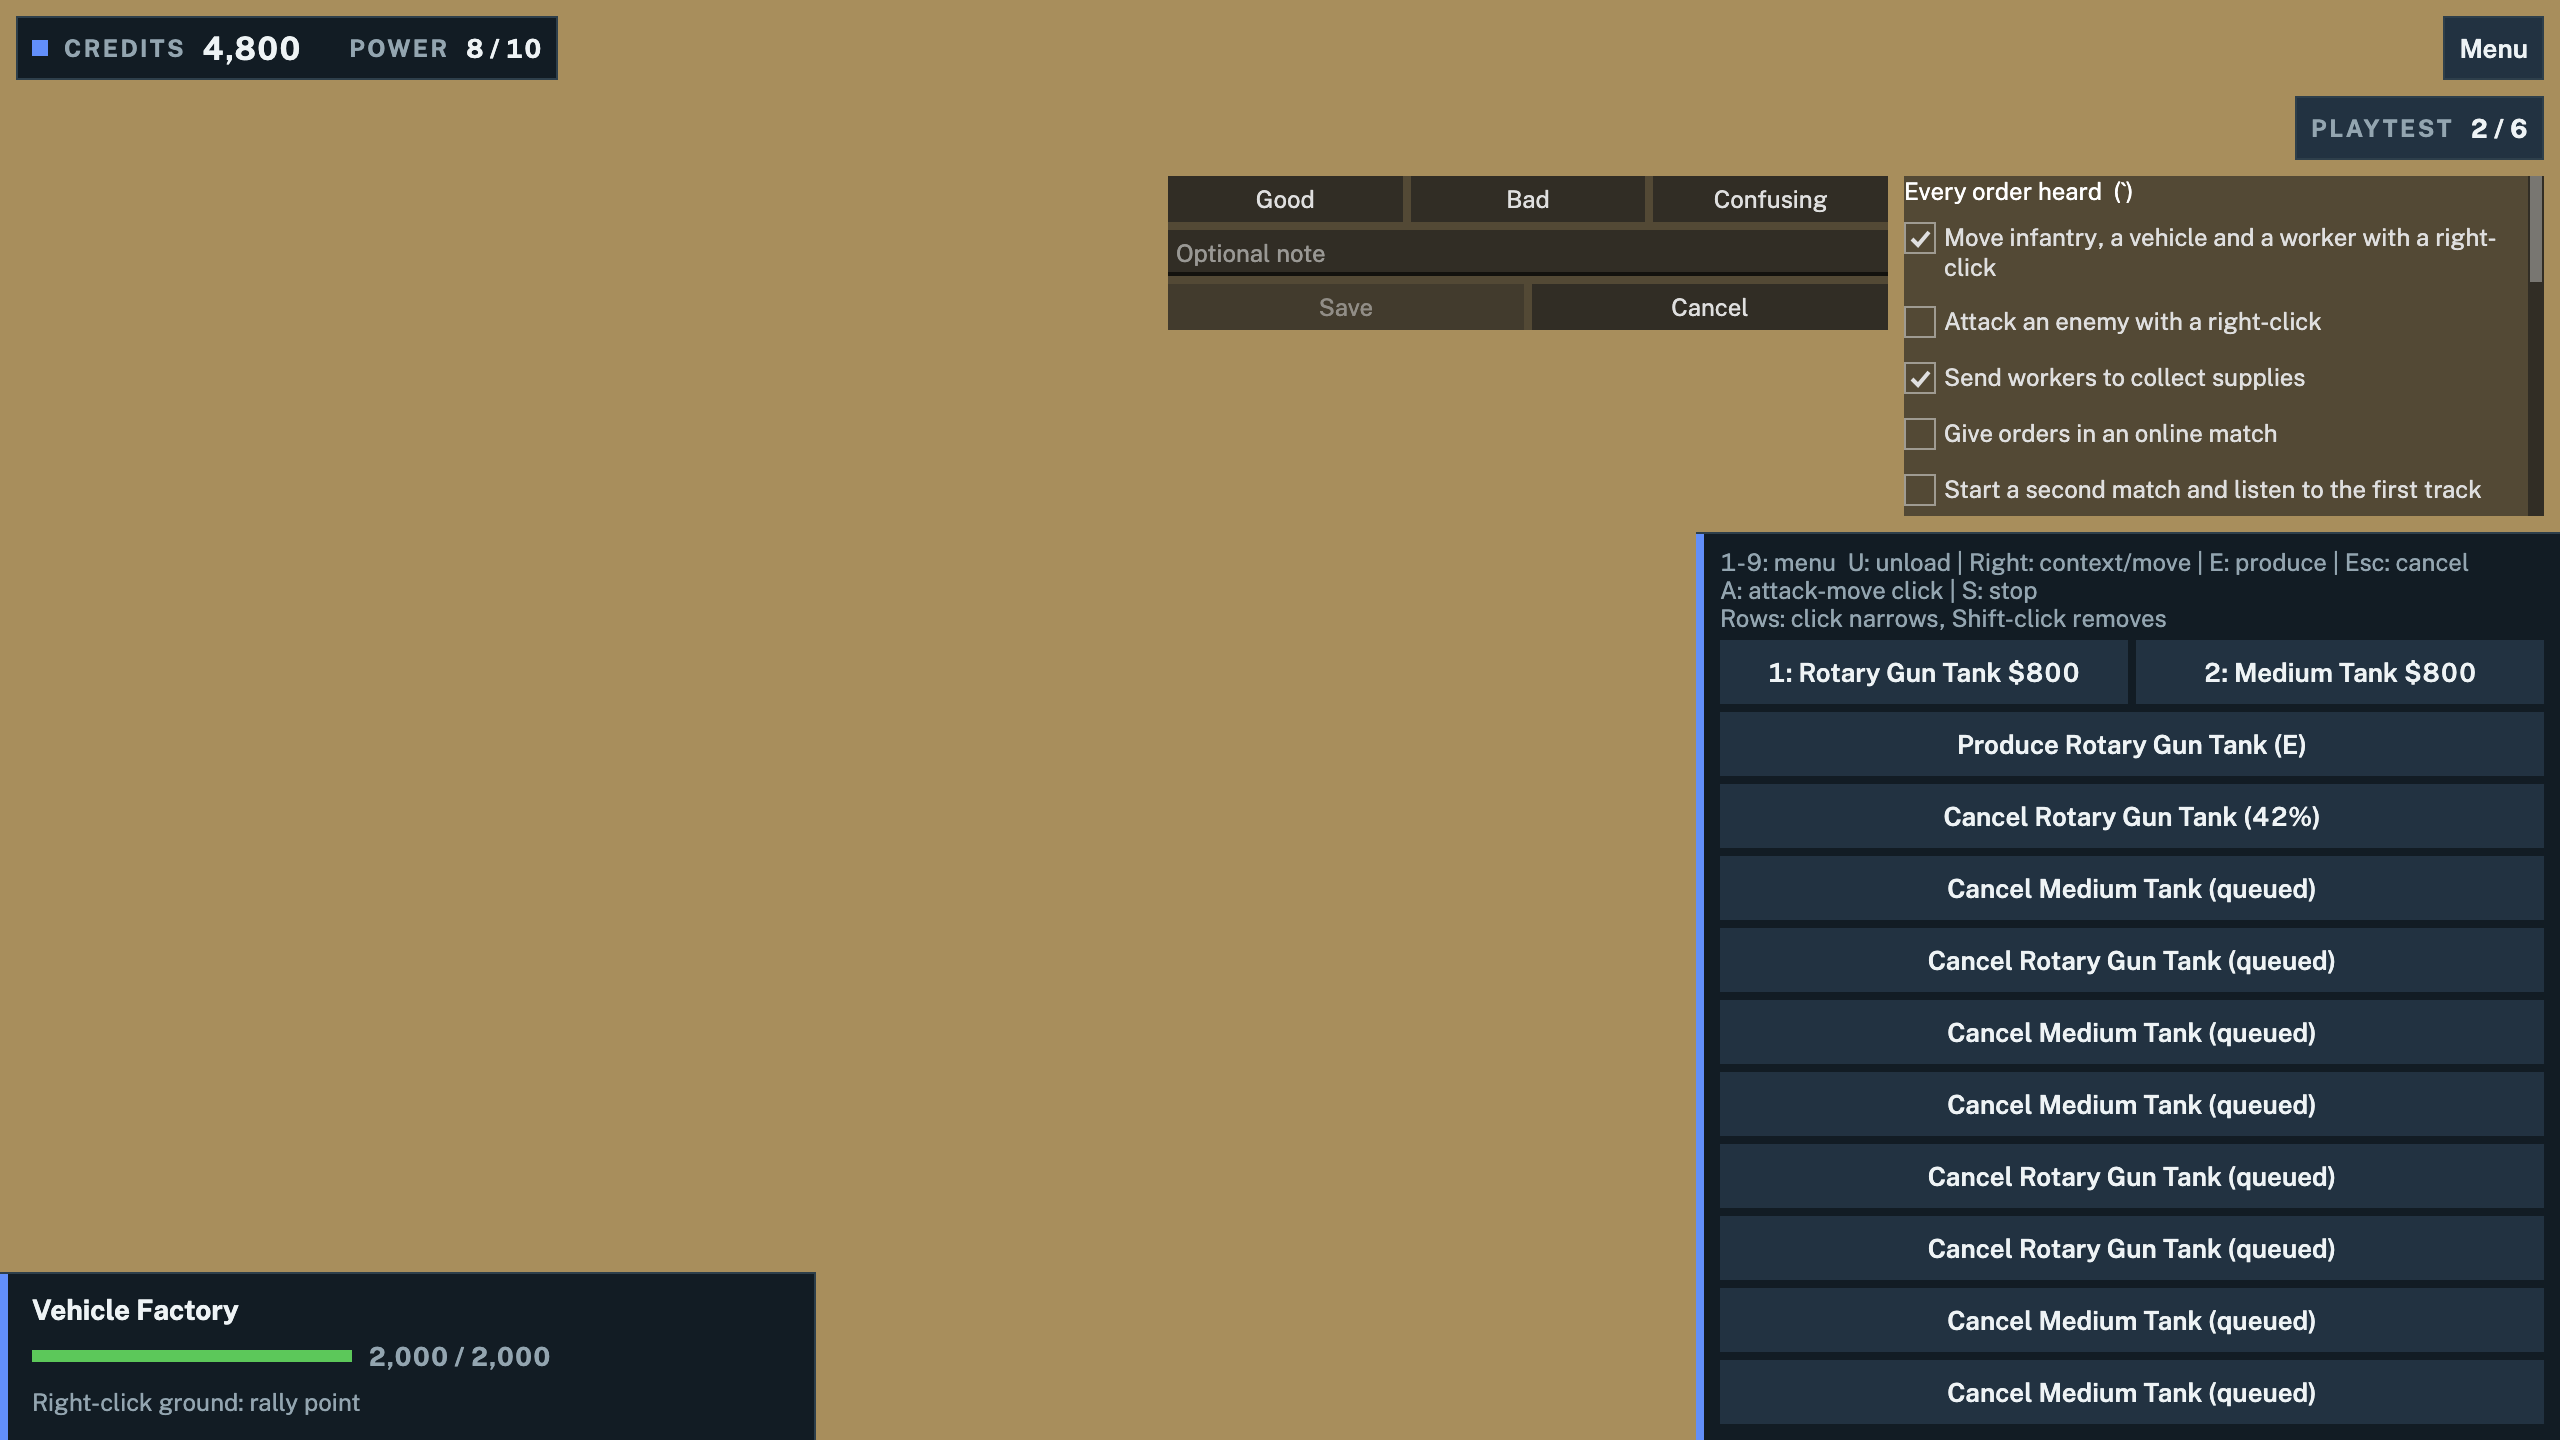 CREDITS 4,800 POWER 8 / 10
Menu
PLAYTEST 2 / 6
Good
Bad
Confusing
Optional note
Save
Cancel
Every order heard (`)
Move infantry, a vehicle and a worker with a right-
click
Attack an enemy with a right-click
Send workers to collect supplies
Give orders in an online match
Start a second match and listen to the first track
1-9: menu U: unload | Right: context/move | E: produce | Esc: cancel
A: attack-move click | S: stop
Rows: click narrows, Shift-click removes
1: Rotary Gun Tank $800
2: Medium Tank $800
Produce Rotary Gun Tank (E)
Cancel Rotary Gun Tank (42%)
Cancel Medium Tank (queued)
Cancel Rotary Gun Tank (queued)
Cancel Medium Tank (queued)
Cancel Medium Tank (queued)
Cancel Rotary Gun Tank (queued)
Cancel Rotary Gun Tank (queued)
Cancel Medium Tank (queued)
Cancel Medium Tank (queued)
Vehicle Factory
2,000 / 2,000
Right-click ground: rally point